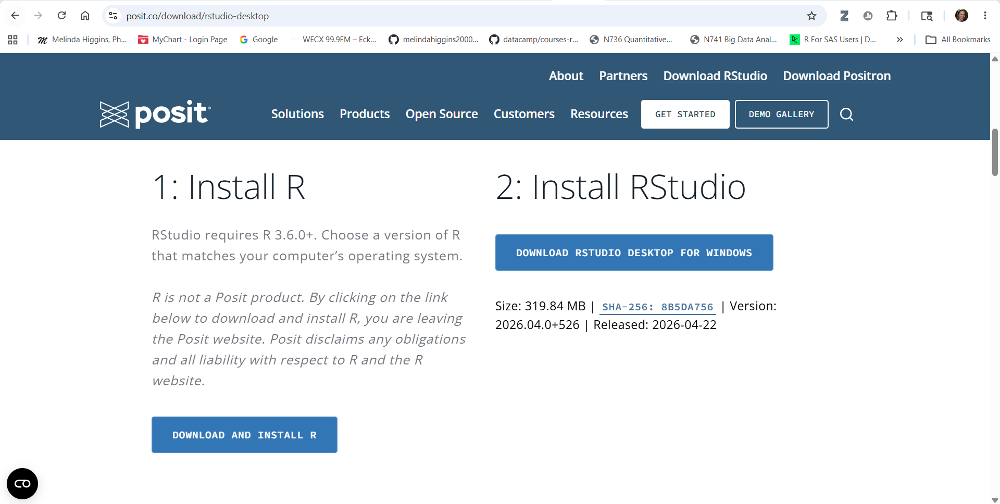 posit.co/download/rstudio-desktop
Melinda Higgins, Ph...
MyChart - Login Page
Google
WECX 99.9FM – Eck...
melindahiggins2000...
datacamp/courses-r...
N736 Quantitative...
N741 Big Data Anal...
R For SAS Users | D...
All Bookmarks
About
Partners
Download RStudio
Download Positron
posit®
Solutions
Products
Open Source
Customers
Resources
GET STARTED
DEMO GALLERY
1: Install R
RStudio requires R 3.6.0+. Choose a version of R
that matches your computer’s operating system.
R is not a Posit product. By clicking on the link
below to download and install R, you are leaving
the Posit website. Posit disclaims any obligations
and all liability with respect to R and the R
website.
DOWNLOAD AND INSTALL R
2: Install RStudio
DOWNLOAD RSTUDIO DESKTOP FOR WINDOWS
Size: 319.84 MB | SHA-256: 8B5DA756 | Version:
2026.04.0+526 | Released: 2026-04-22